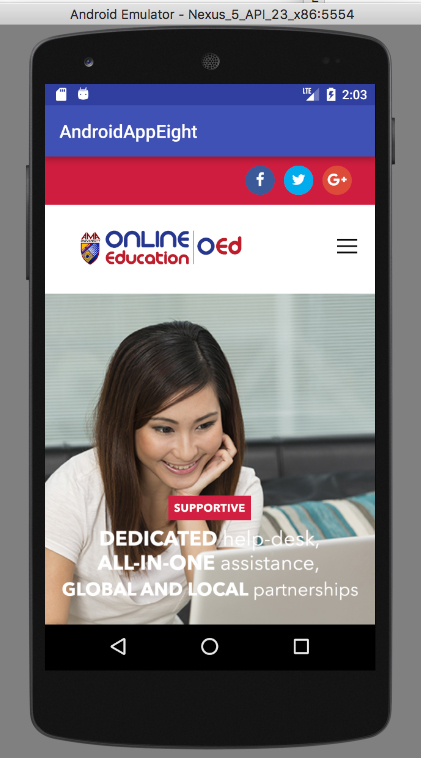 Android Emulator - Nexus_5_API_23_x86:5554
LTE 2:03
AndroidAppEight
f G+
AMA ONLINE OEd
Education
SUPPORTIVE
DEDICATED help-desk,
ALL-IN-ONE assistance,
GLOBAL AND LOCAL partnerships